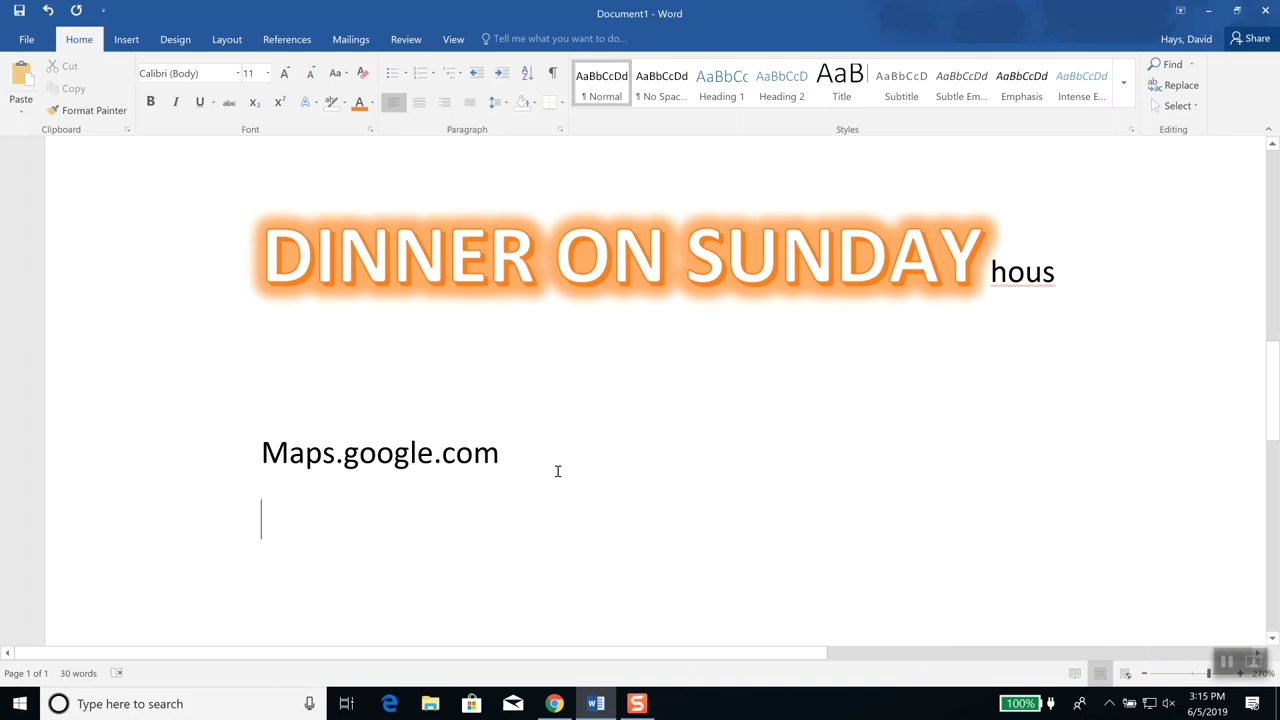 Document1 - Word
File Home Insert Design Layout References Mailings Review View Tell me what you want to do... Hays, David Share
Paste Cut Copy Format Painter
Calibri (Body) 11
AaBbCcDd AaBbCcDd AaBbCc AaBbCcD AaB AaBbCcD AaBbCcDd AaBbCcDd AaBbCcDd
¶ Normal ¶ No Spac... Heading 1 Heading 2 Title Subtitle Subtle Em... Emphasis Intense E...
Find
Replace
Select
Clipboard Font Paragraph Styles Editing
DINNER ON SUNDAY hous
Maps.google.com
Page 1 of 1 30 words 270%
Type here to search 100% 3:15 PM
6/5/2019